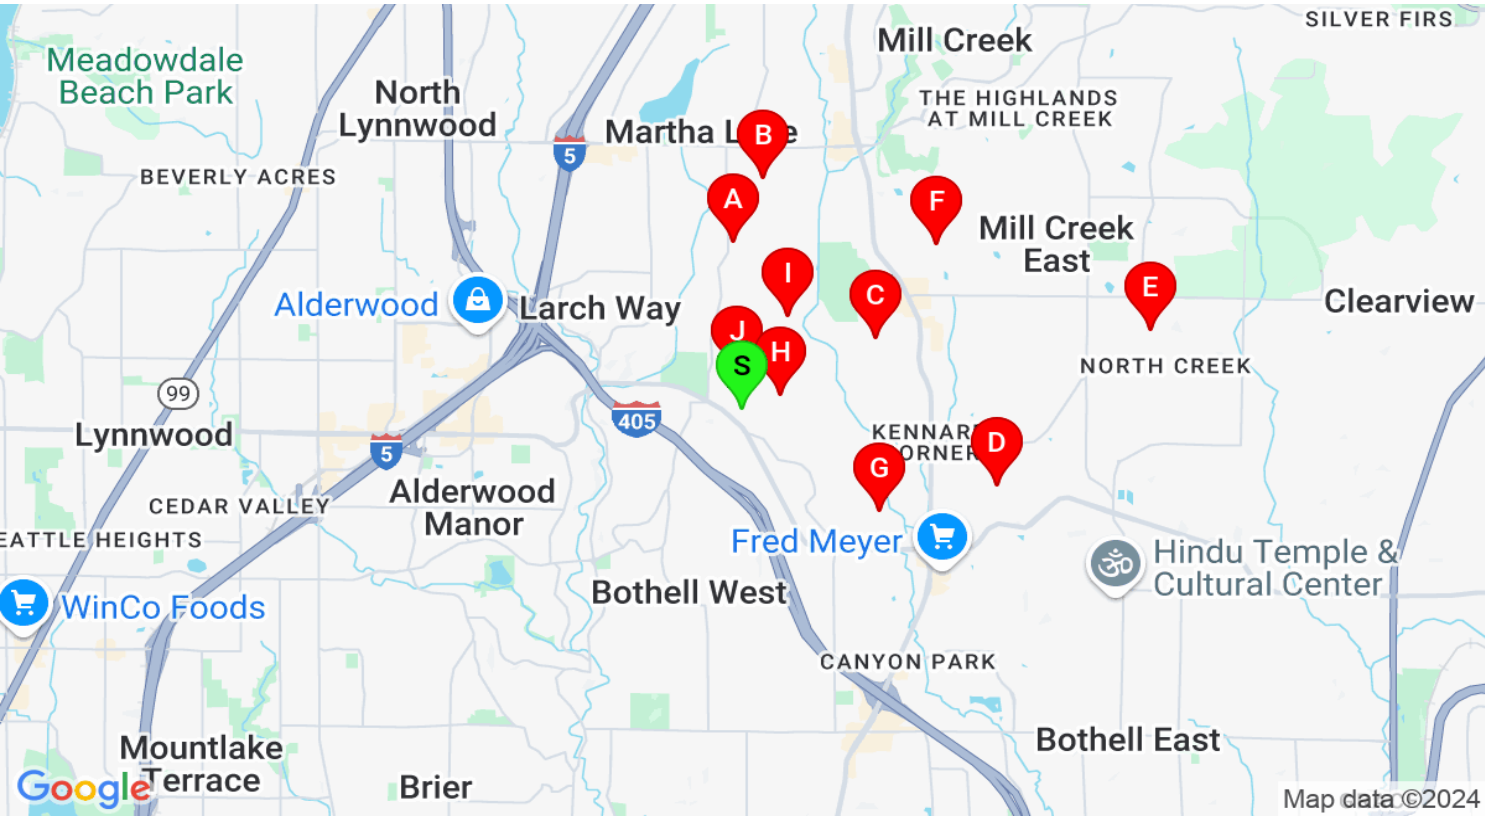 SILVER FIRS
Mill Creek
Meadowdale
Beach Park
North
Lynnwood
THE HIGHLANDS
AT MILL CREEK
Martha L e
B
5
BEVERLY ACRES
A
F
Mill Creek
East
I
C
E
Alderwood
Larch Way
Clearview
J
H
S
NORTH CREEK
99
405
Lynnwood
5
KENNAR
ORNER
D
G
Alderwood
Manor
CEDAR VALLEY
EATTLE HEIGHTS
Fred Meyer
Hindu Temple &
Cultural Center
Bothell West
WinCo Foods
CANYON PARK
Bothell East
Mountlake
Terrace
Google
Brier
Map data ©2024